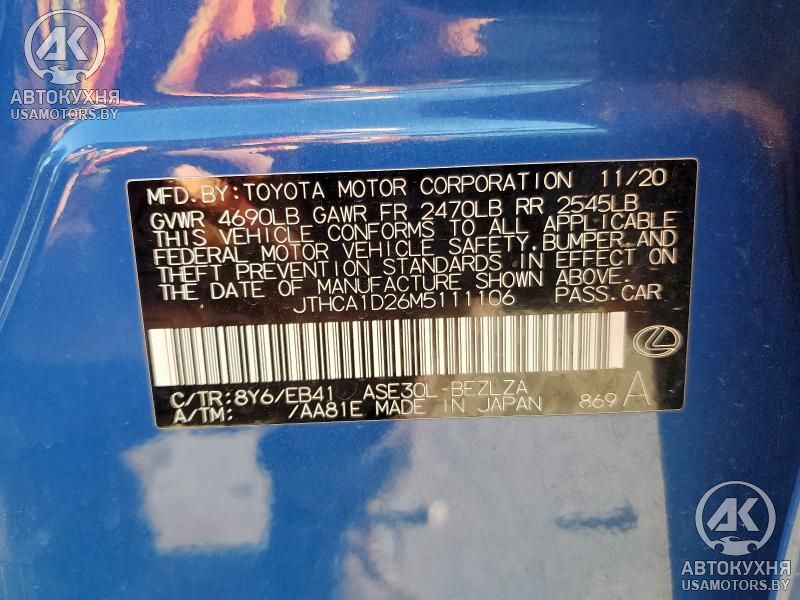 AK
АВТОКУХНЯ
USAMOTORS.BY
MFD.BY:TOYOTA MOTOR CORPORATION 11/20
GVWR 4690LB GAWR FR 2470LB RR 2545LB
THIS VEHICLE CONFORMS TO ALL APPLICABLE
FEDERAL MOTOR VEHICLE SAFETY,BUMPER AND
THEFT PREVENTION STANDARDS IN EFFECT ON
THE DATE OF MANUFACTURE SHOWN ABOVE.
JTHCA1D26M5111106 PASS.CAR
C/TR:8Y6/EB41 ASE30L-BEZLZA
A/TM: /AA81E MADE IN JAPAN 869 A
AK
АВТОКУХНЯ
USAMOTORS.BY